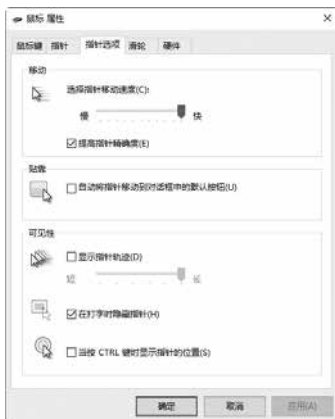 鼠标 属性
鼠标键 指针 指针选项 滑轮 硬件
移动
选择指针移动速度(C):
慢 快
提高指针精确度(E)
贴靠
自动将指针移动到对话框中的默认按钮(U)
可见性
显示指针轨迹(D)
短 长
在打字时隐藏指针(H)
当按 CTRL 键时显示指针的位置(S)
确定 取消 应用(A)